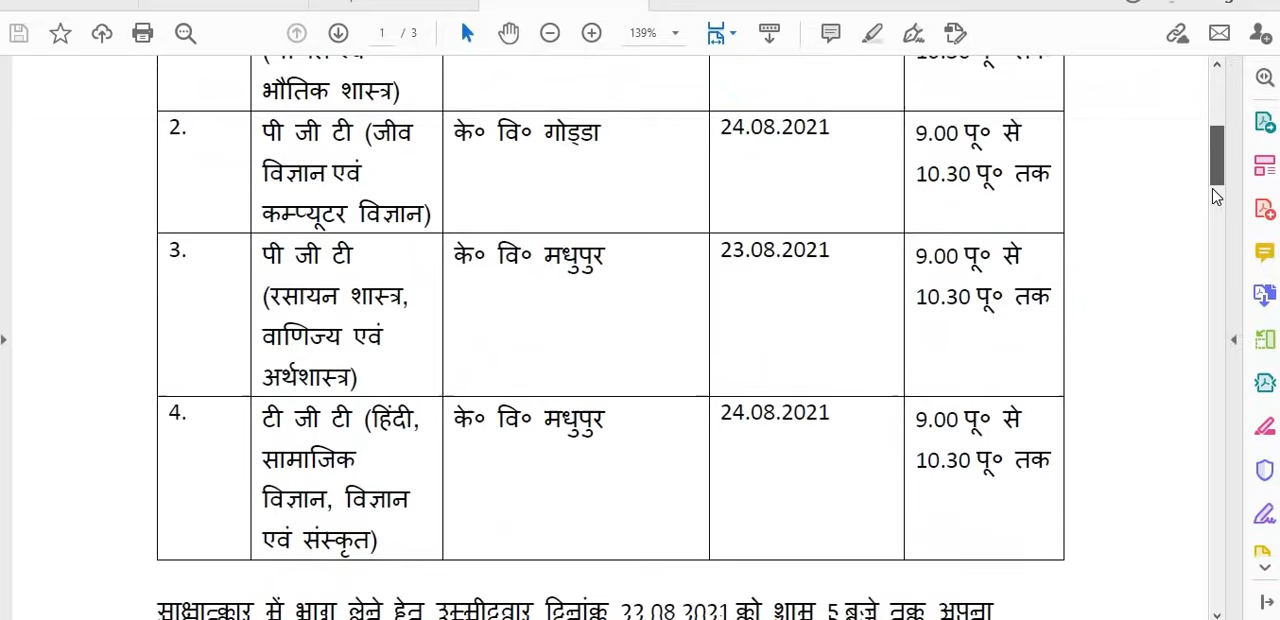 1 / 3
139%
भौतिक शास्त्र)
2.
पी जी टी (जीव
विज्ञान एवं
कम्प्यूटर विज्ञान)
के० वि० गोड्डा
24.08.2021
9.00 पू० से
10.30 पू० तक
3.
पी जी टी
(रसायन शास्त्र,
वाणिज्य एवं
अर्थशास्त्र)
के० वि० मधुपुर
23.08.2021
9.00 पू० से
10.30 पू० तक
4.
टी जी टी (हिंदी,
सामाजिक
विज्ञान, विज्ञान
एवं संस्कृत)
के० वि० मधुपुर
24.08.2021
9.00 पू० से
10.30 पू० तक
साक्षात्कार में भाग लेने हेतु उम्मीदवार दिनांक 22.08.2021 को शाम 5 बजे तक अपना